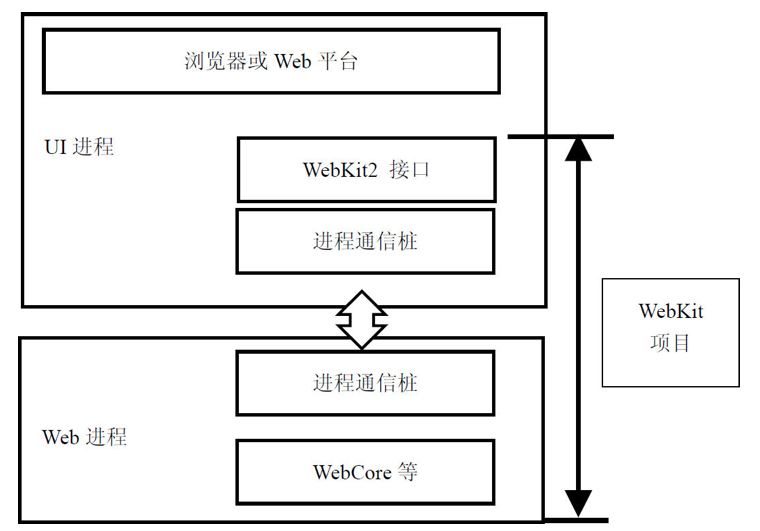 浏览器或 Web 平台
UI 进程
WebKit2 接口
进程通信桩
WebKit
项目
进程通信桩
Web 进程
WebCore 等